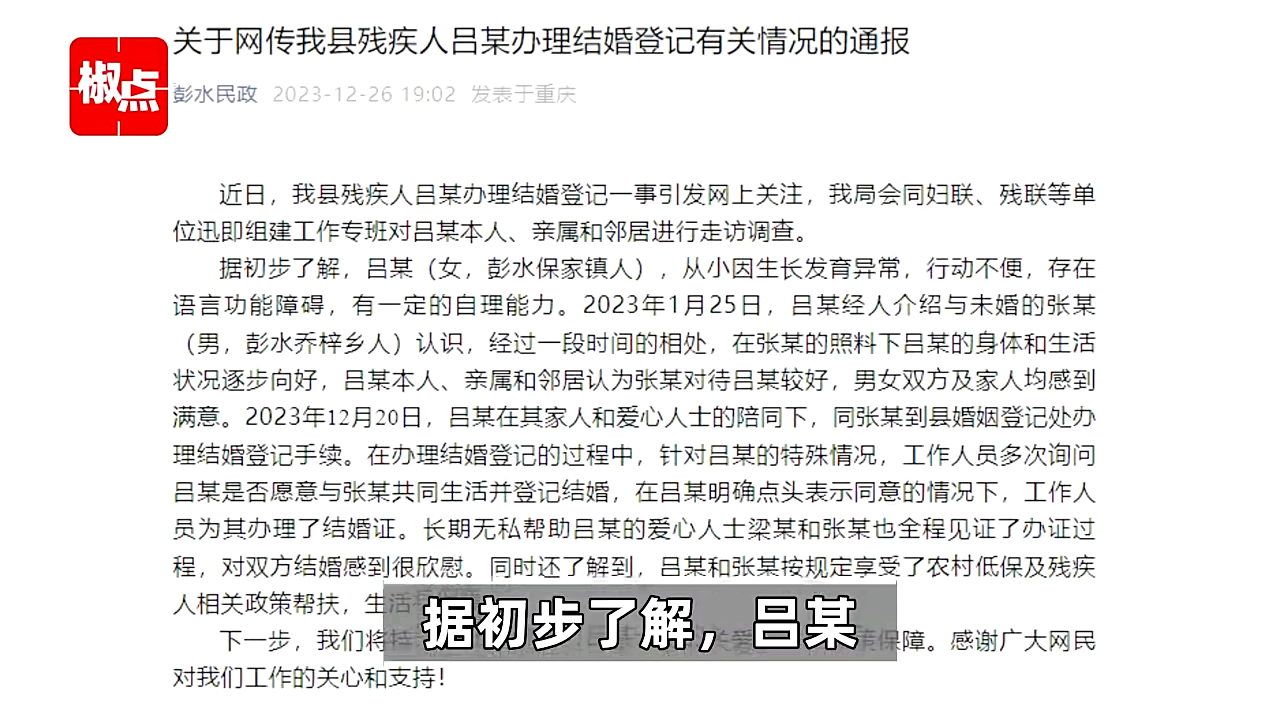 关于网传我县残疾人吕某办理结婚登记有关情况的通报
椒点
彭水民政 2023-12-26 19:02 发表于重庆
近日，我县残疾人吕某办理结婚登记一事引发网上关注，我局会同妇联、残联等单
位迅即组建工作专班对吕某本人、亲属和邻居进行走访调查。
据初步了解，吕某（女，彭水保家镇人），从小因生长发育异常，行动不便，存在
语言功能障碍，有一定的自理能力。2023年1月25日，吕某经人介绍与未婚的张某
（男，彭水乔梓乡人）认识，经过一段时间的相处，在张某的照料下吕某的身体和生活
状况逐步向好，吕某本人、亲属和邻居认为张某对待吕某较好，男女双方及家人均感到
满意。2023年12月20日，吕某在其家人和爱心人士的陪同下，同张某到县婚姻登记处办
理结婚登记手续。在办理结婚登记的过程中，针对吕某的特殊情况，工作人员多次询问
吕某是否愿意与张某共同生活并登记结婚，在吕某明确点头表示同意的情况下，工作人
员为其办理了结婚证。长期无私帮助吕某的爱心人士梁某和张某也全程见证了办证过
程，对双方结婚感到很欣慰。同时还了解到，吕某和张某按规定享受了农村低保及残疾
人相关政策帮扶，生活
据初步了解，吕某
下一步，我们将 保障。感谢广大网民
对我们工作的关心和支持！